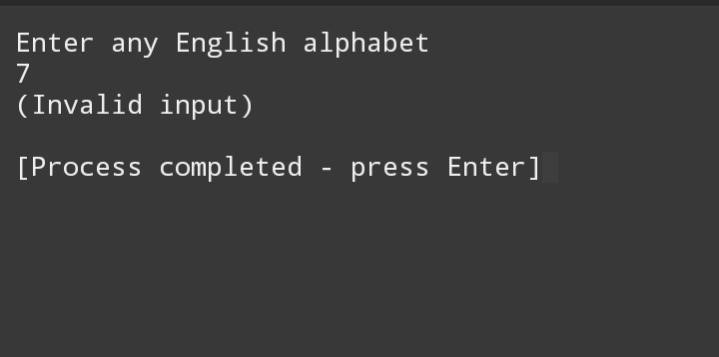 Enter any English alphabet
7
(Invalid input)
[Process completed - press Enter]